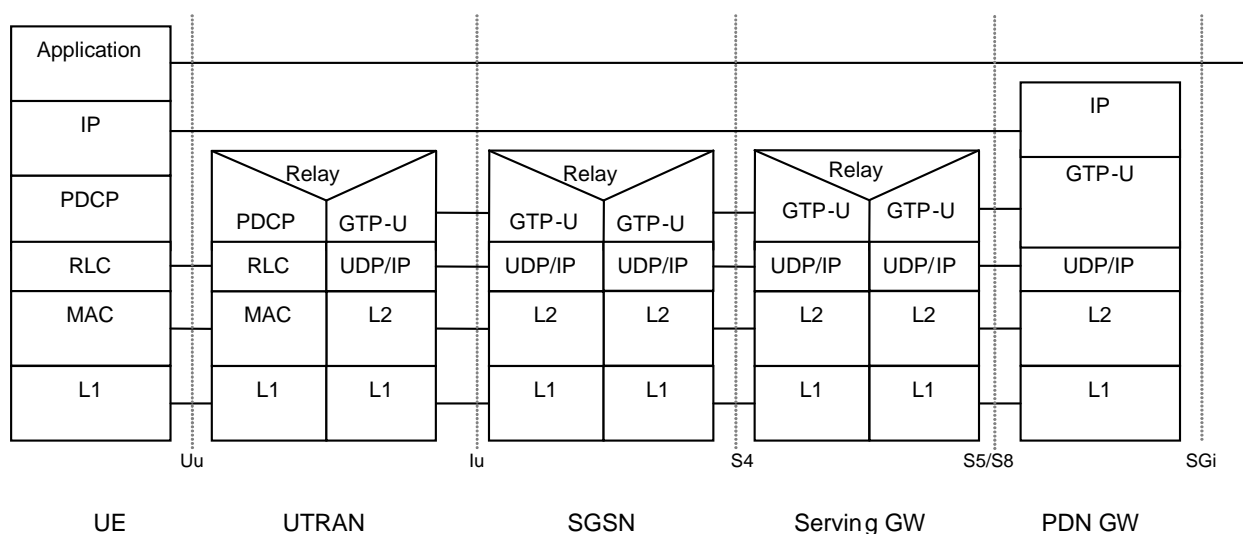 Application
IP
IP
Relay
Relay
Relay
GTP-U
PDCP
PDCP
GTP-U
GTP-U
GTP-U
GTP-U
GTP-U
RLC
RLC
UDP/IP
UDP/IP
UDP/IP
UDP/IP
UDP/IP
UDP/IP
MAC
MAC
L2
L2
L2
L2
L2
L2
L1
L1
L1
L1
L1
L1
L1
L1
Uu
Iu
S4
S5/S8
SGi
UE
UTRAN
SGSN
Serving GW
PDN GW